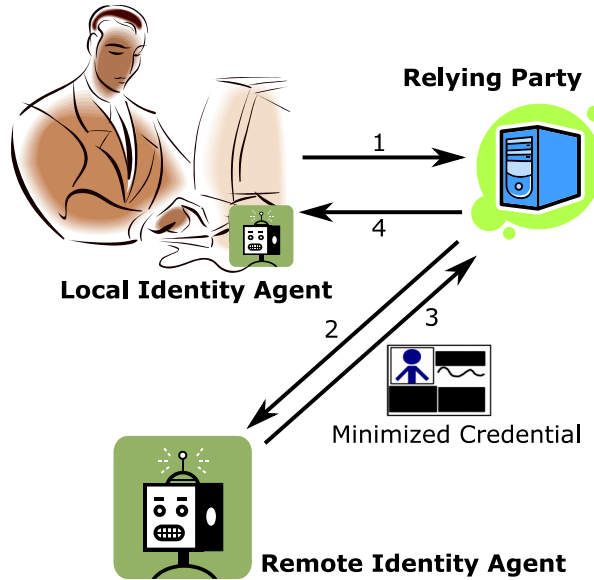 Relying Party
1
4
Local Identity Agent
2
3
Minimized Credential
Remote Identity Agent